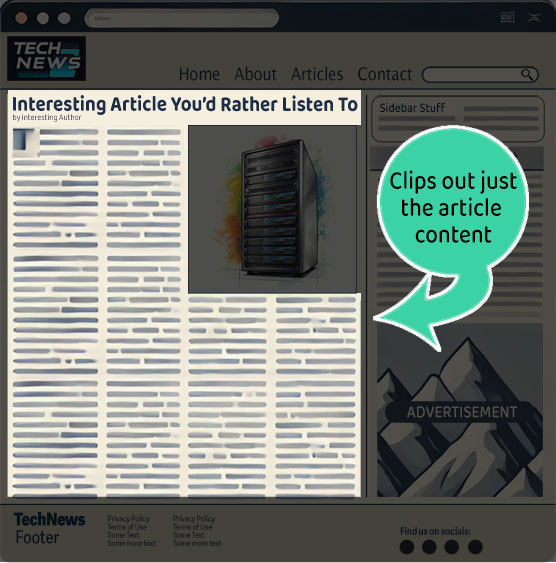 TECH
NEWS
Home About Articles Contact
Interesting Article You'd Rather Listen To
by interesting Author
Sidebar Stuff
Clips out just
the article
content
ADVERTISEMENT
TechNews
Footer
Privacy Policy
Terms of Use
Some Text
Some more text
Privacy Policy
Terms of Use
Some Text
Some more text
Find us on socials: